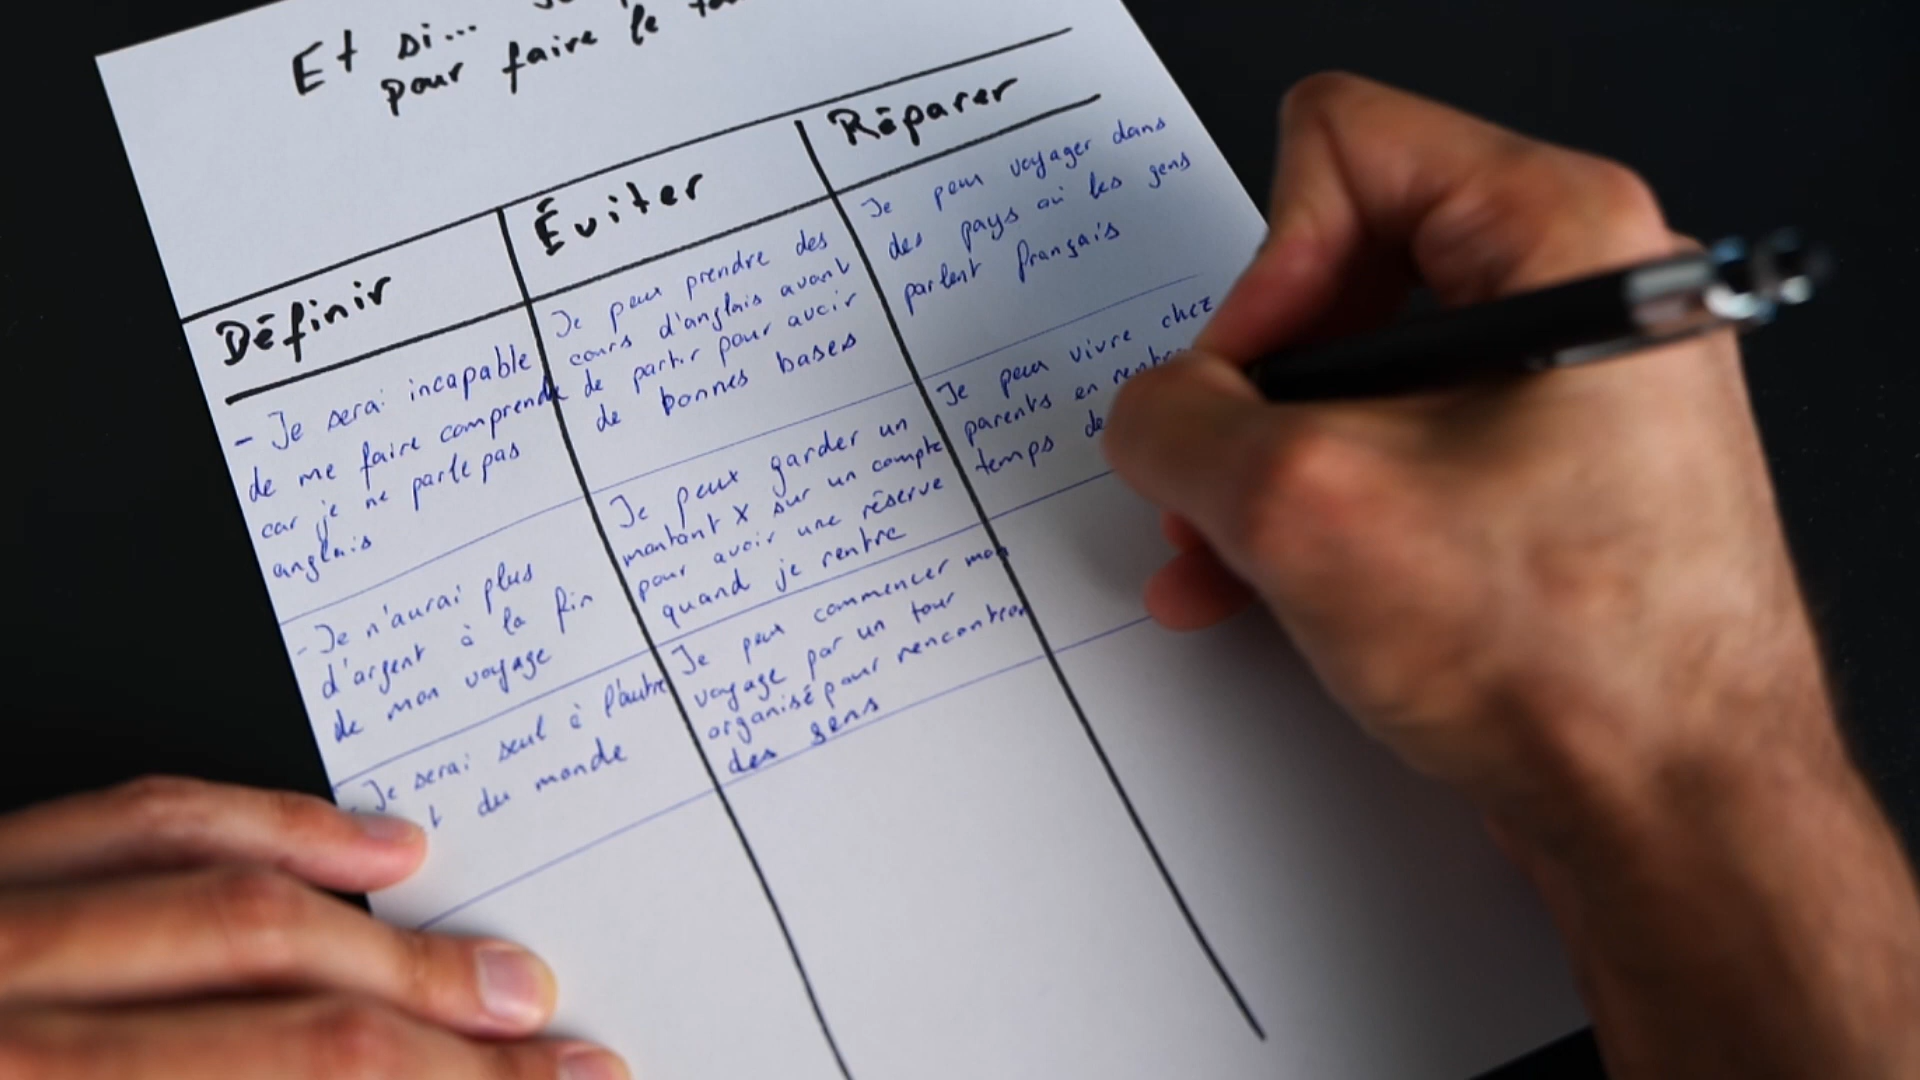 Et si...
pour faire le
Définir
Éviter
Réparer
- Je serai incapable
de me faire comprendre
car je ne parle pas
anglais
Je peux prendre des
cours d'anglais avant
de partir pour avoir
de bonnes bases
Je peux voyager dans
des pays où les gens
parlent français
- Je n'aurai plus
d'argent à la fin
de mon voyage
Je peux garder un
montant X sur un compte
pour avoir une réserve
quand je rentre
Je peux vivre chez
parents en
temps de
- Je serai seul à l'autre
du monde
Je peux commencer mon
voyage par un tour
organisé pour rencontrer
des gens